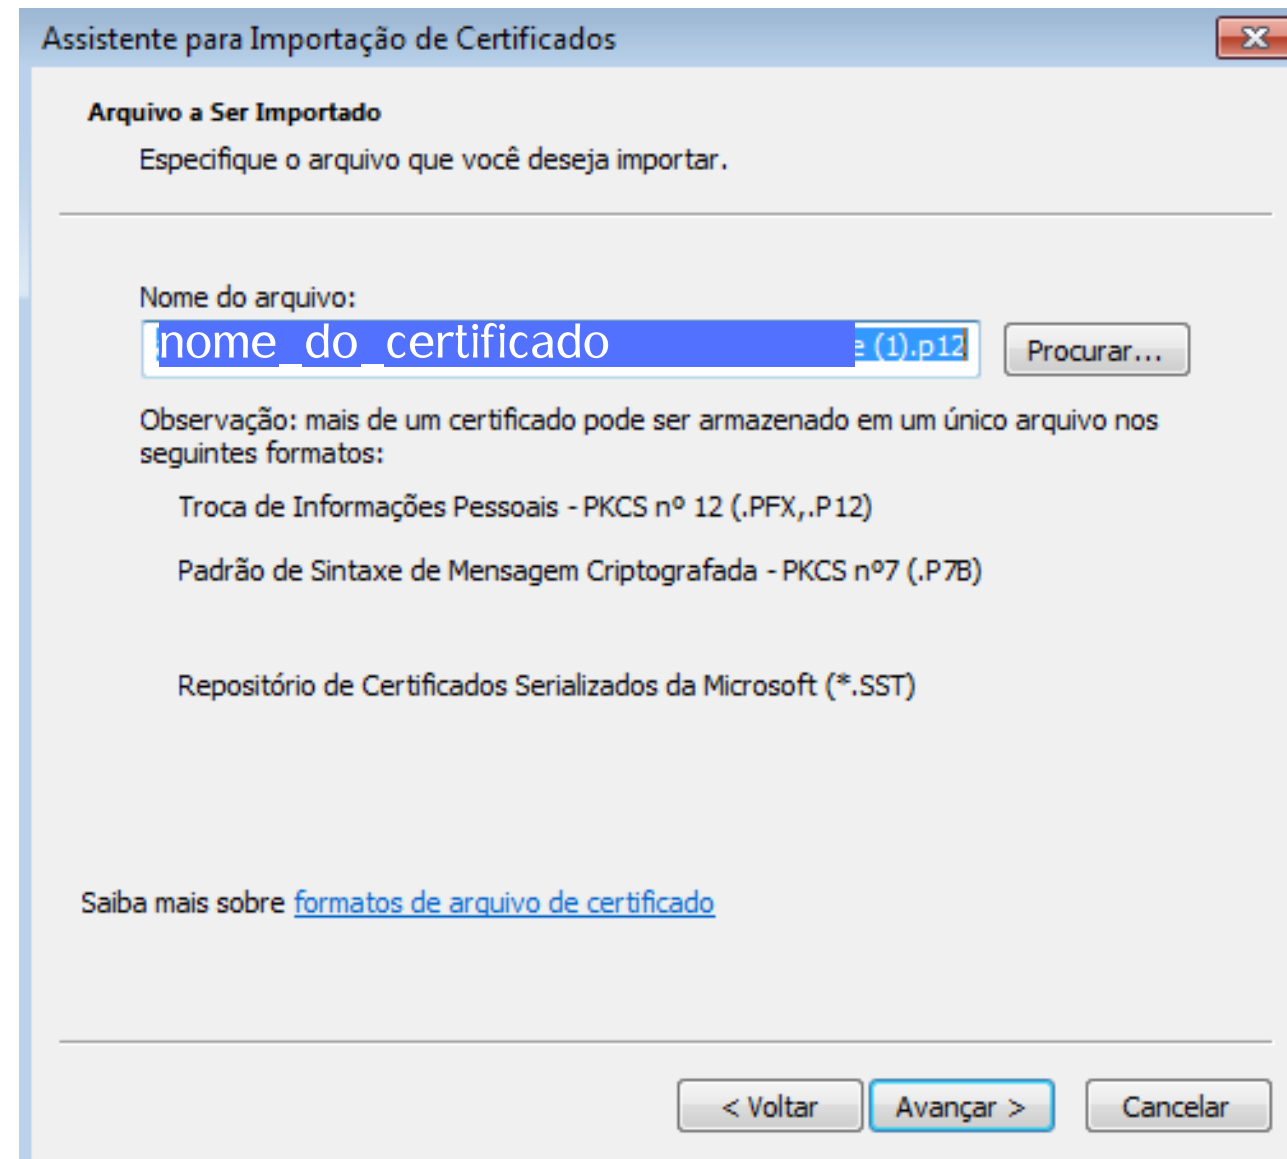 Assistente para Importação de Certificados
Arquivo a Ser Importado
Especifique o arquivo que você deseja importar.
Nome do arquivo:
nome_do_certificado e (1).p12
Procurar...
Observação: mais de um certificado pode ser armazenado em um único arquivo nos
seguintes formatos:
Troca de Informações Pessoais - PKCS nº 12 (.PFX,.P12)
Padrão de Sintaxe de Mensagem Criptografada - PKCS nº7 (.P7B)
Repositório de Certificados Serializados da Microsoft (*.SST)
Saiba mais sobre formatos de arquivo de certificado
< Voltar
Avançar >
Cancelar